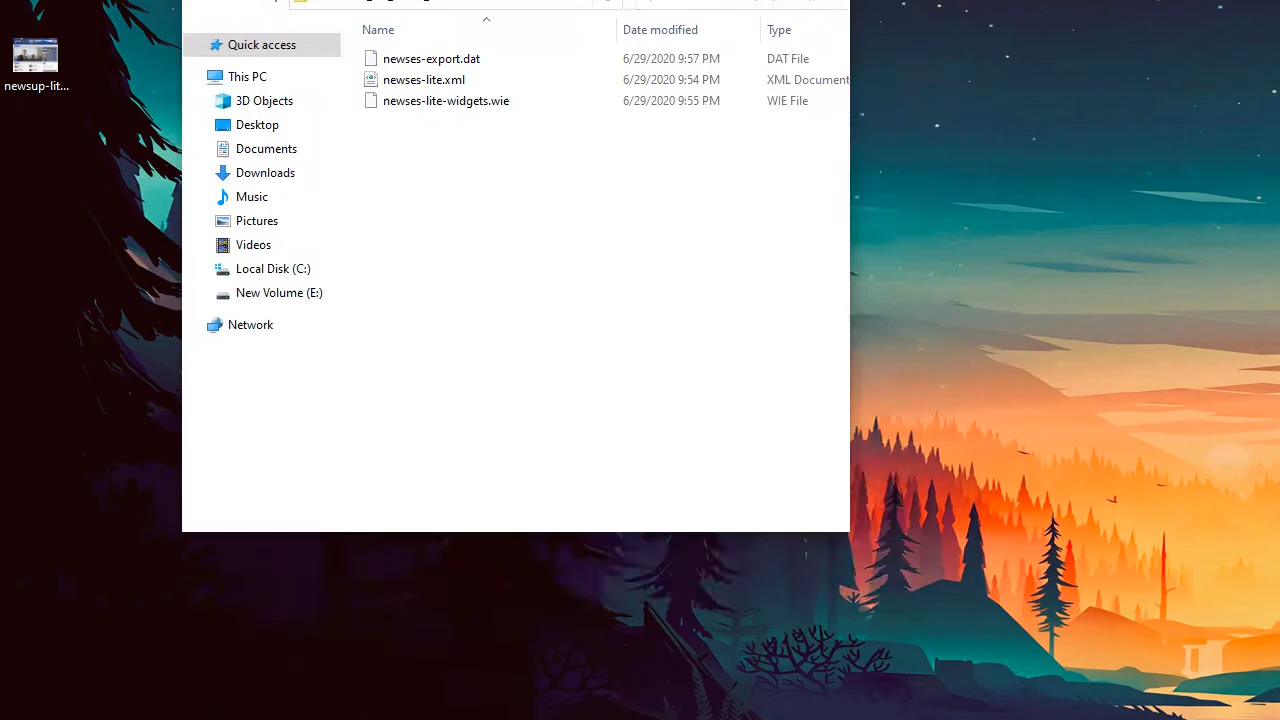 newsup-lit...
Name
Date modified
Type
newses-export.dat
6/29/2020 9:57 PM
DAT File
newses-lite.xml
6/29/2020 9:54 PM
XML Document
newses-lite-widgets.wie
6/29/2020 9:55 PM
WIE File
Quick access
This PC
3D Objects
Desktop
Documents
Downloads
Music
Pictures
Videos
Local Disk (C:)
New Volume (E:)
Network